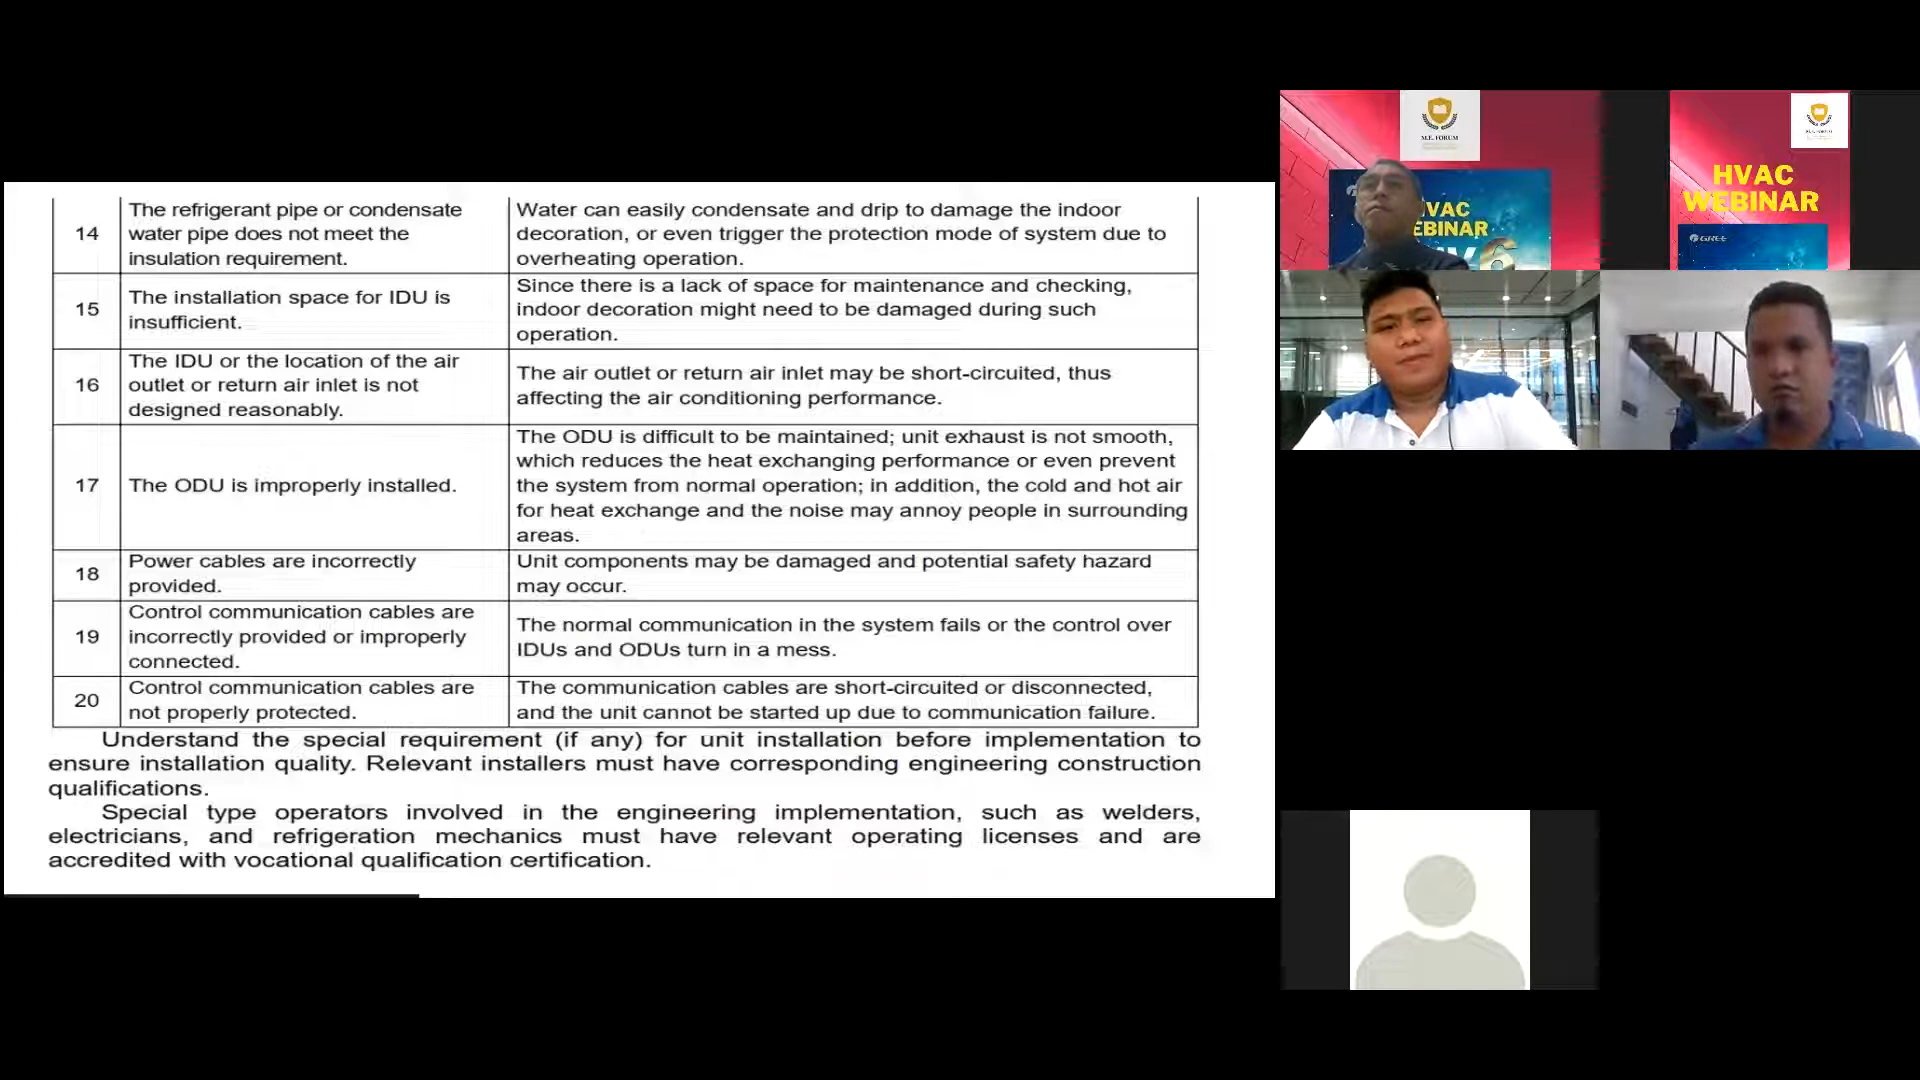 14
The refrigerant pipe or condensate
water pipe does not meet the
insulation requirement.
Water can easily condensate and drip to damage the indoor
decoration, or even trigger the protection mode of system due to
overheating operation.
15
The installation space for IDU is
insufficient.
Since there is a lack of space for maintenance and checking,
indoor decoration might need to be damaged during such
operation.
16
The IDU or the location of the air
outlet or return air inlet is not
designed reasonably.
The air outlet or return air inlet may be short-circuited, thus
affecting the air conditioning performance.
17
The ODU is improperly installed.
The ODU is difficult to be maintained; unit exhaust is not smooth,
which reduces the heat exchanging performance or even prevent
the system from normal operation; in addition, the cold and hot air
for heat exchange and the noise may annoy people in surrounding
areas.
18
Power cables are incorrectly
provided.
Unit components may be damaged and potential safety hazard
may occur.
19
Control communication cables are
incorrectly provided or improperly
connected.
The normal communication in the system fails or the control over
IDUs and ODUs turn in a mess.
20
Control communication cables are
not properly protected.
The communication cables are short-circuited or disconnected,
and the unit cannot be started up due to communication failure.
Understand the special requirement (if any) for unit installation before implementation to
ensure installation quality. Relevant installers must have corresponding engineering construction
qualifications.
Special type operators involved in the engineering implementation, such as welders,
electricians, and refrigeration mechanics must have relevant operating licenses and are
accredited with vocational qualification certification.
M.E. FORUM
VAC
EBINAR
6
HVAC
WEBINAR
GREE